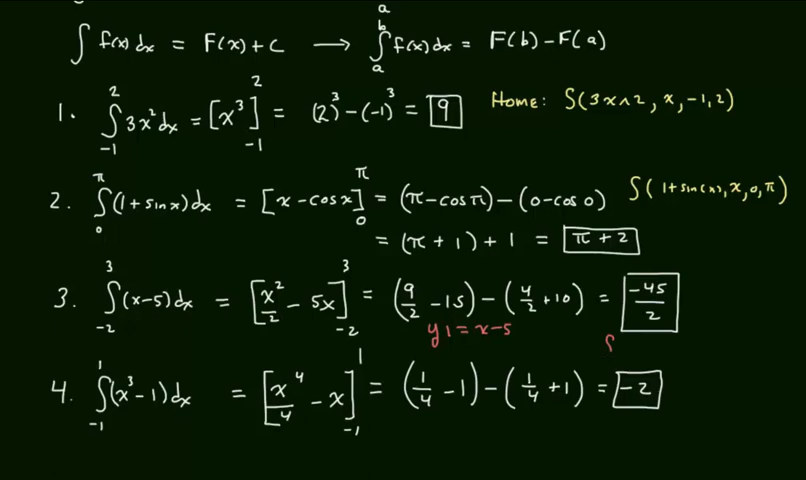 ∫ f(x) dx = F(x) + C ⟶ ∫_a^b f(x) dx = F(b) − F(a)
a
1. ∫_{-1}^{2} 3x² dx = [x³]_{-1}^{2} = (2)³ − (−1)³ = 9 Home: ∫(3x^2, x, −1, 2)
2. ∫_0^π (1 + sin x) dx = [x − cos x]_0^π = (π − cos π) − (0 − cos 0) ∫(1 + sin(x), x, 0, π)
= (π + 1) + 1 = π + 2
3. ∫_{-2}^{3} (x − 5) dx = [x²/2 − 5x]_{-2}^{3} = (9/2 − 15) − (4/2 + 10) = −45/2
y1 = x − 5
4. ∫_{-1}^{1} (x³ − 1) dx = [x⁴/4 − x]_{-1}^{1} = (1/4 − 1) − (1/4 + 1) = −2